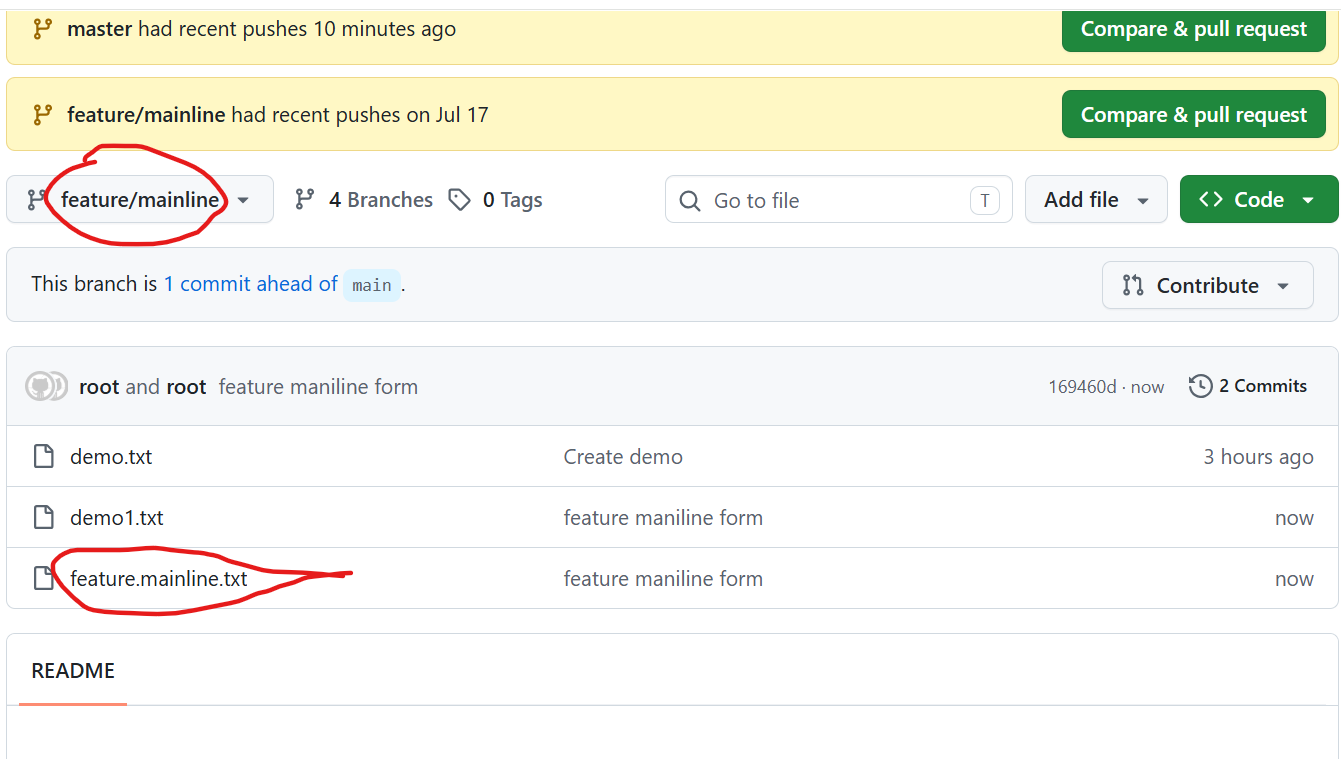 master had recent pushes 10 minutes ago
Compare & pull request
feature/mainline had recent pushes on Jul 17
Compare & pull request
feature/mainline
4 Branches
0 Tags
Go to file
T
Add file
<> Code
This branch is 1 commit ahead of main .
Contribute
root and root feature maniline form
169460d · now
2 Commits
demo.txt
Create demo
3 hours ago
demo1.txt
feature maniline form
now
feature.mainline.txt
feature maniline form
now
README